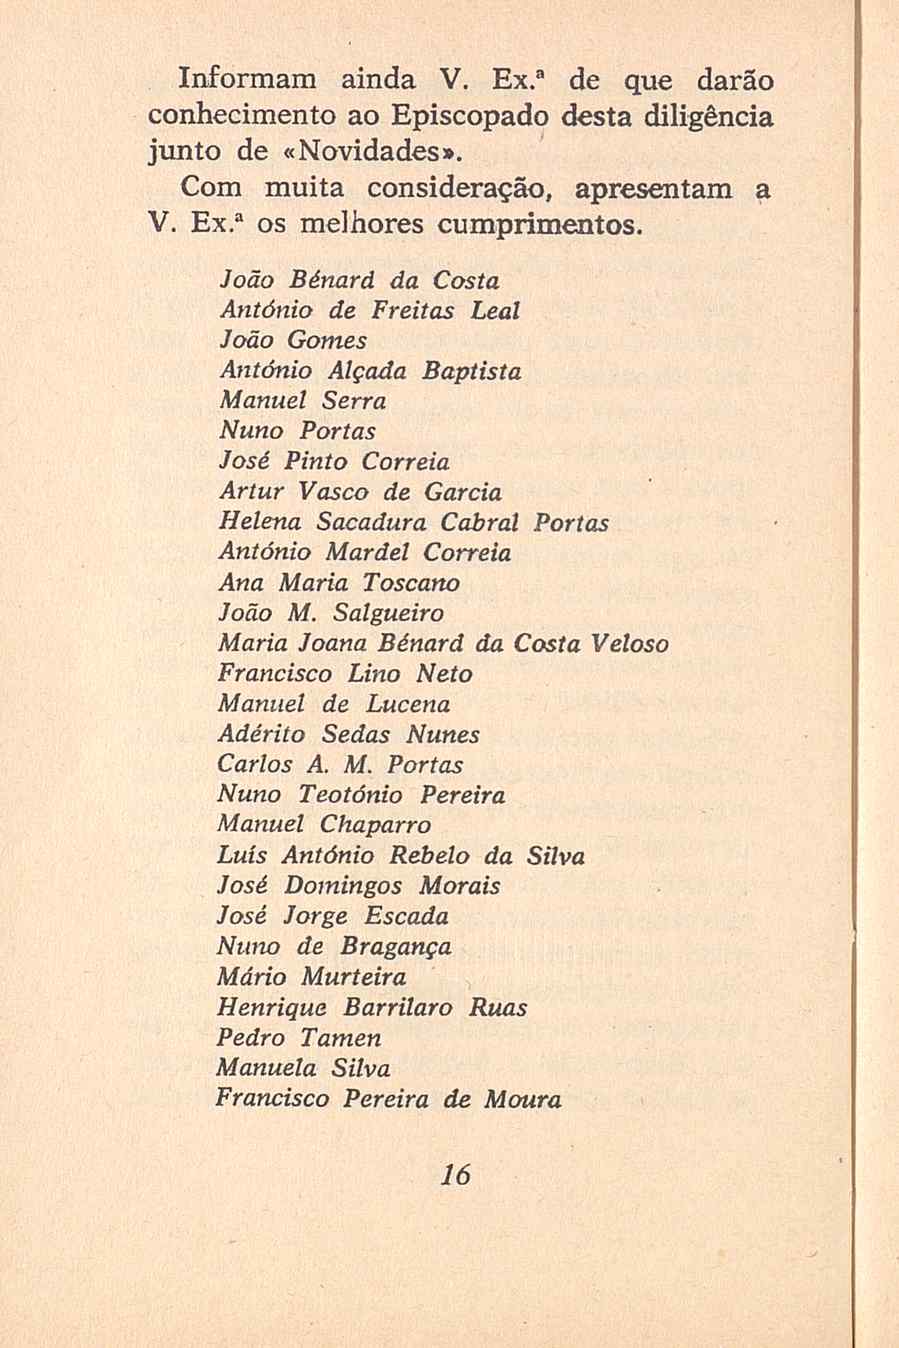 Informam ainda V. Ex.ª de que darão
conhecimento ao Episcopado desta diligência
junto de «Novidades».
Com muita consideração, apresentam a
V. Ex.ª os melhores cumprimentos.
João Bénard da Costa
António de Freitas Leal
João Gomes
António Alçada Baptista
Manuel Serra
Nuno Portas
José Pinto Correia
Artur Vasco de Garcia
Helena Sacadura Cabral Portas
António Mardel Correia
Ana Maria Toscano
João M. Salgueiro
Maria Joana Bénard da Costa Veloso
Francisco Lino Neto
Manuel de Lucena
Adérito Sedas Nunes
Carlos A. M. Portas
Nuno Teotónio Pereira
Manuel Chaparro
Luís António Rebelo da Silva
José Domingos Morais
José Jorge Escada
Nuno de Bragança
Mário Murteira
Henrique Barrilaro Ruas
Pedro Tamen
Manuela Silva
Francisco Pereira de Moura
16